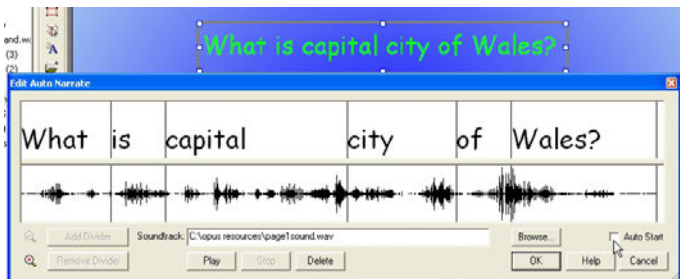 and.w
(3)
(2)
What is capital city of Wales?
Edit Auto Narrate
What is capital city of Wales?
Add Divider Soundtrack: C:\opus resources\page1sound.wav Browse... Auto Start
Remove Divider Play Stop Delete OK Help Cancel